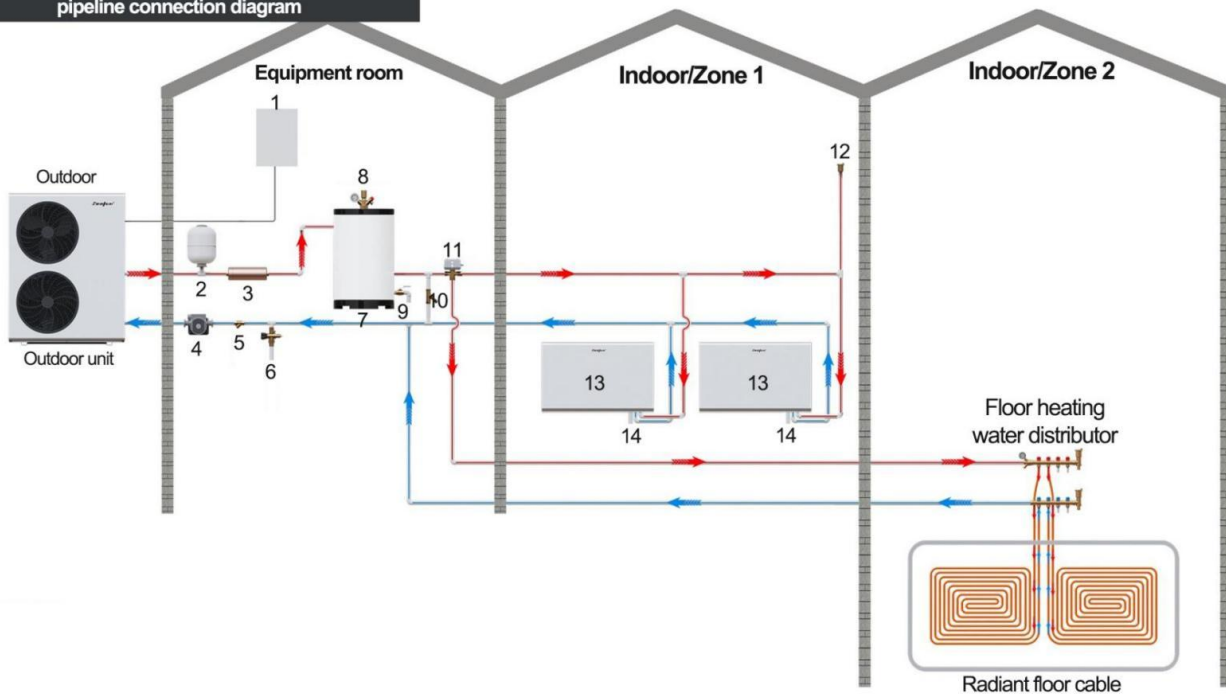 pipeline connection diagram
Equipment room
Indoor/Zone 1
Indoor/Zone 2
1
12
Outdoor
8
11
2
3
9
10
7
4
5
6
Outdoor unit
13
13
14
14
Floor heating
water distributor
Radiant floor cable